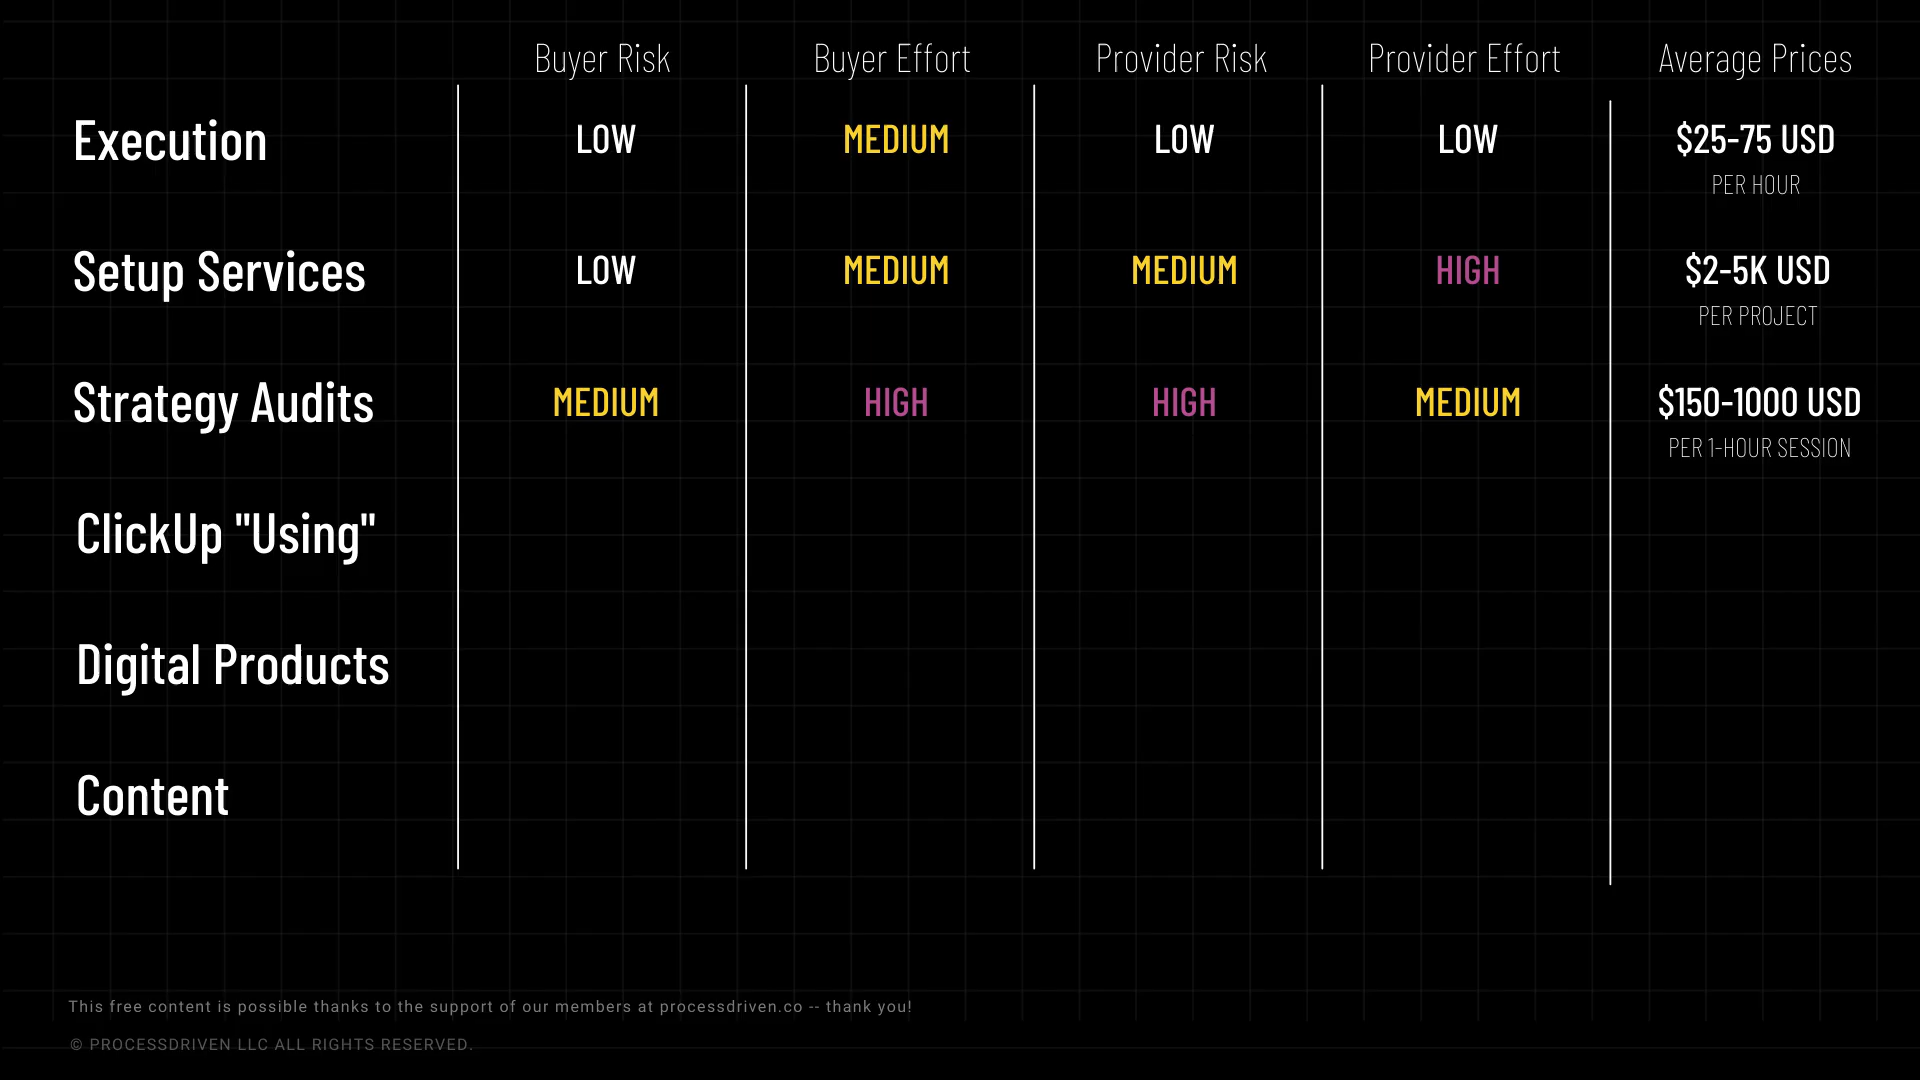 Buyer Risk Buyer Effort Provider Risk Provider Effort Average Prices
Execution LOW MEDIUM LOW LOW $25-75 USD
PER HOUR
Setup Services LOW MEDIUM MEDIUM HIGH $2-5K USD
PER PROJECT
Strategy Audits MEDIUM HIGH HIGH MEDIUM $150-1000 USD
PER 1-HOUR SESSION
ClickUp "Using"
Digital Products
Content
This free content is possible thanks to the support of our members at processdriven.co -- thank you!
© PROCESSDRIVEN LLC ALL RIGHTS RESERVED.